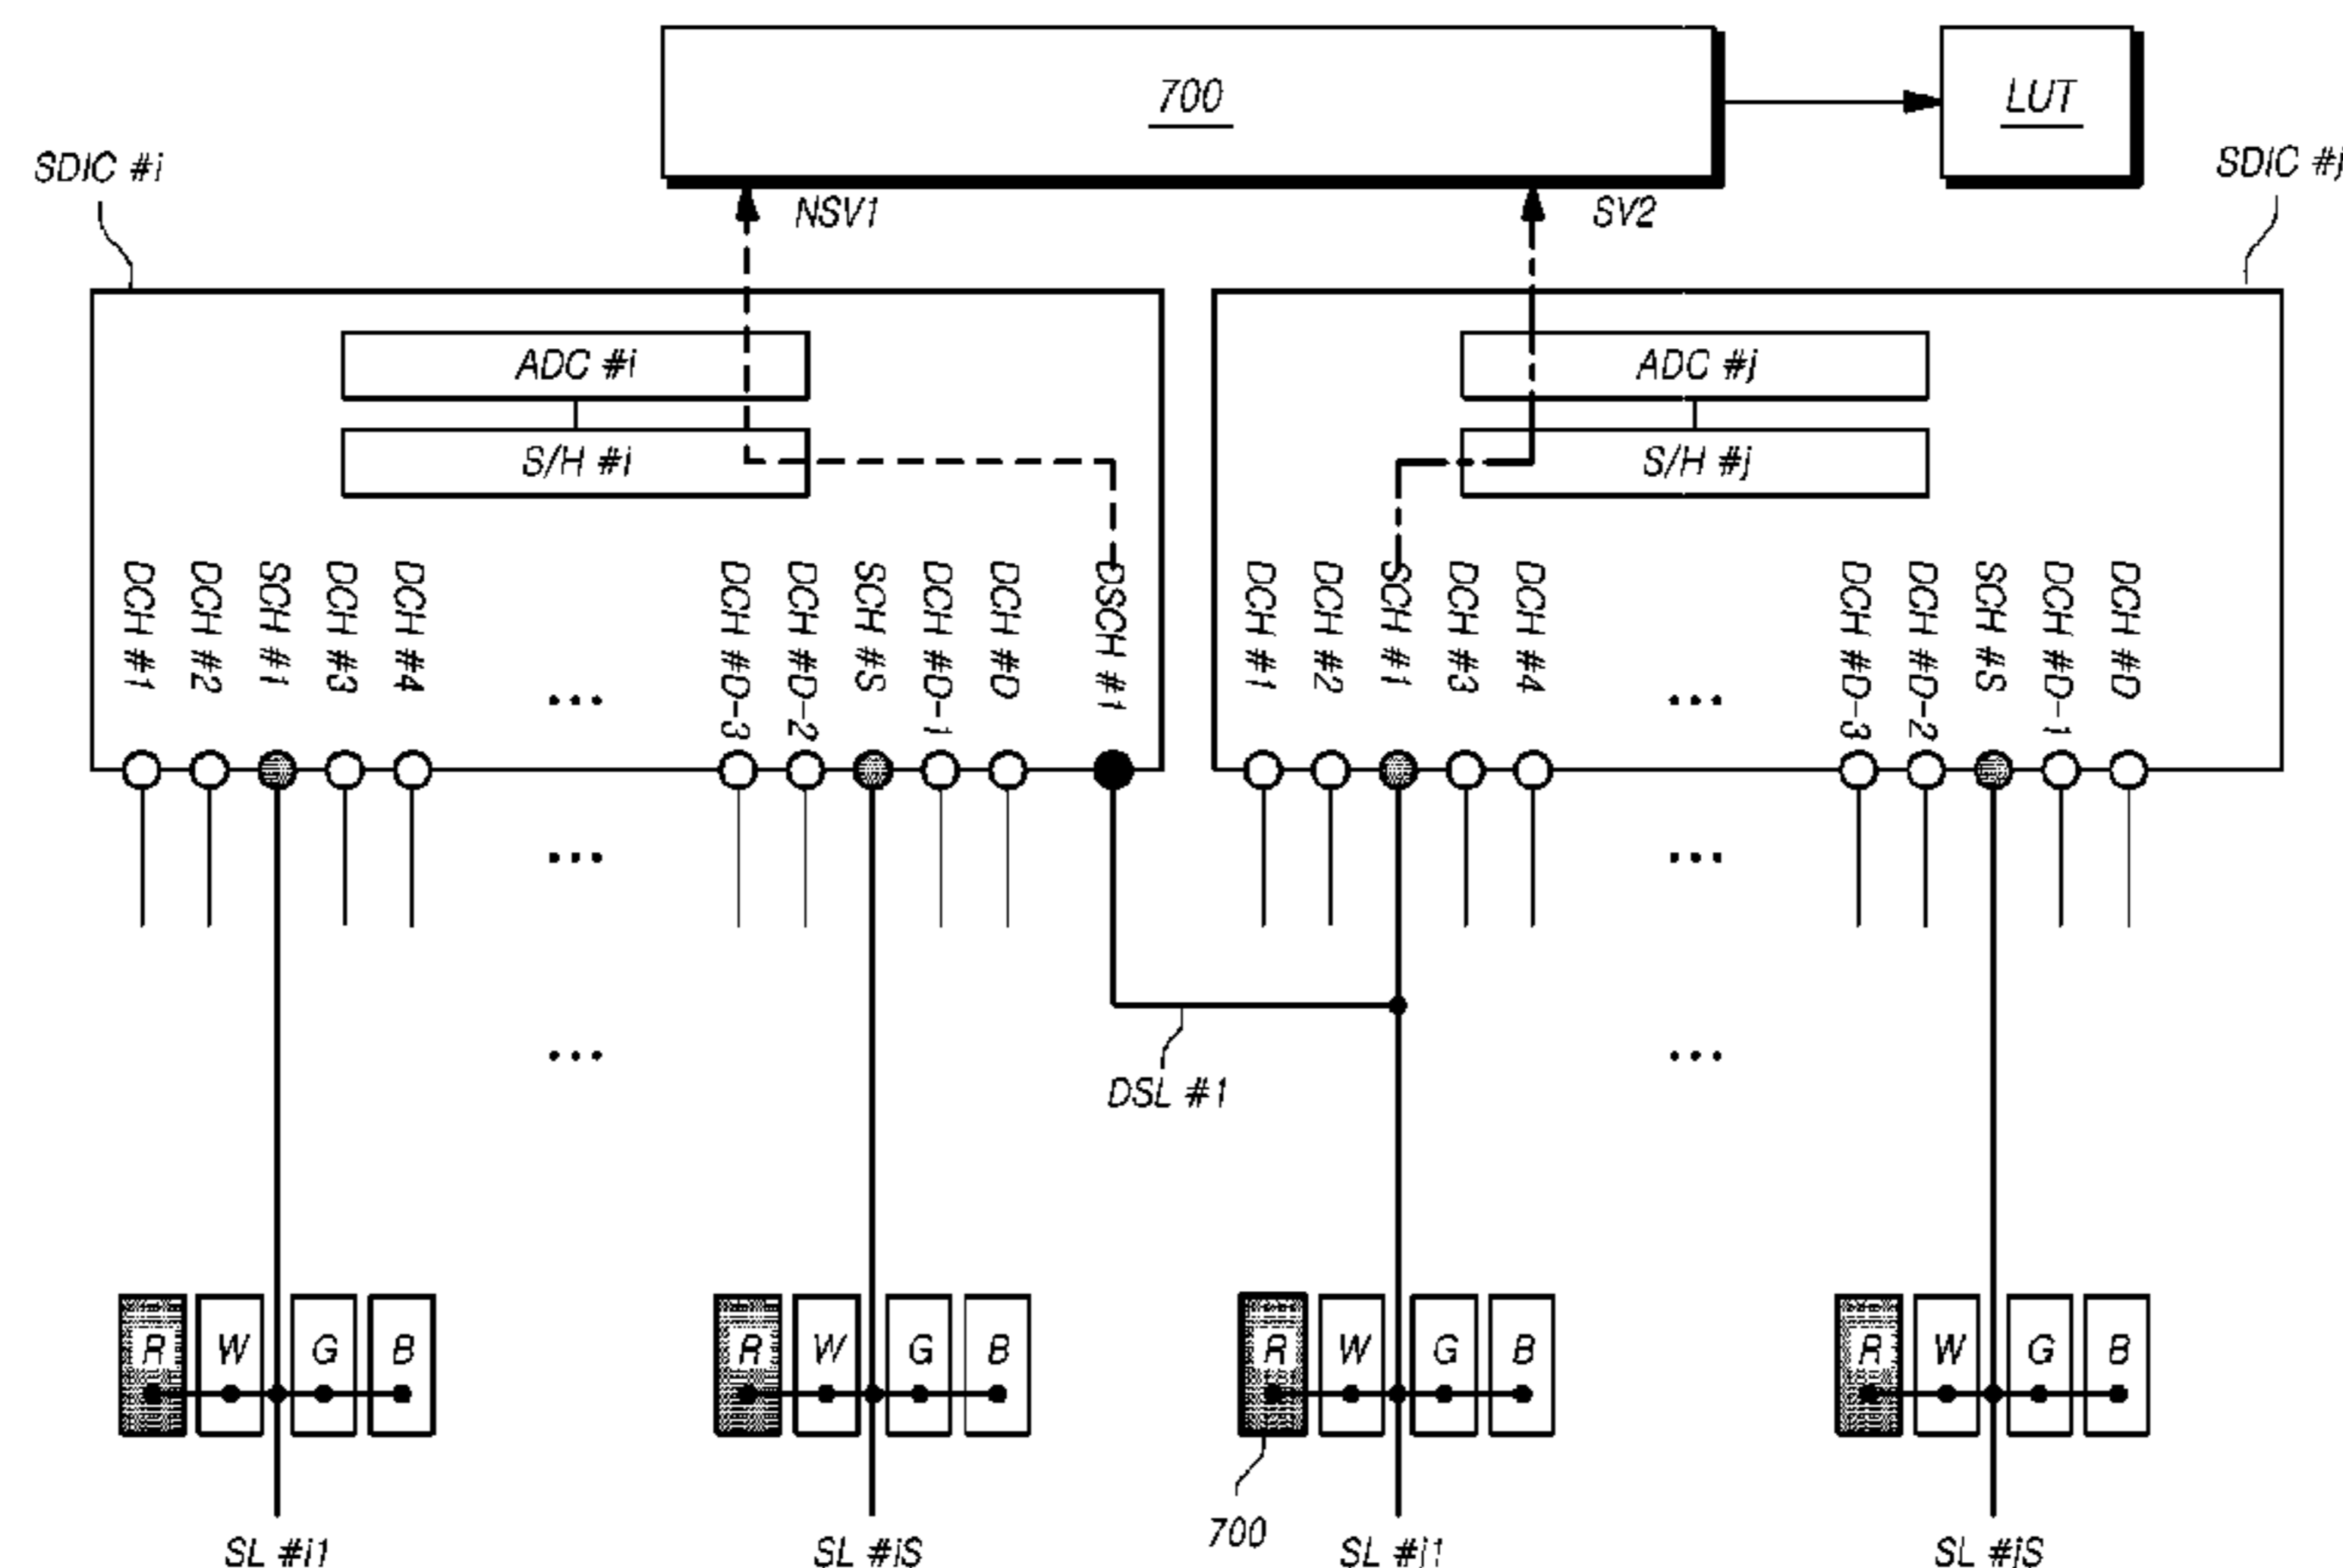 700
LUT
SDIC #i
SDIC #j
NSV1
SV2
ADC #i
ADC #j
S/H #i
S/H #j
DCH #1
DCH #2
SCH #1
DCH #3
DCH #4
...
DCH #D-3
DCH #D-2
SCH #S
DCH #D-1
DCH #D
DSCH #1
DCH #1
DCH #2
SCH #1
DCH #3
DCH #4
...
DCH #D-3
DCH #D-2
SCH #S
DCH #D-1
DCH #D
... ...
... ...
DSL #1
R W G B R W G B R W G B R W G B
700
SL #i1 SL #iS SL #j1 SL #jS